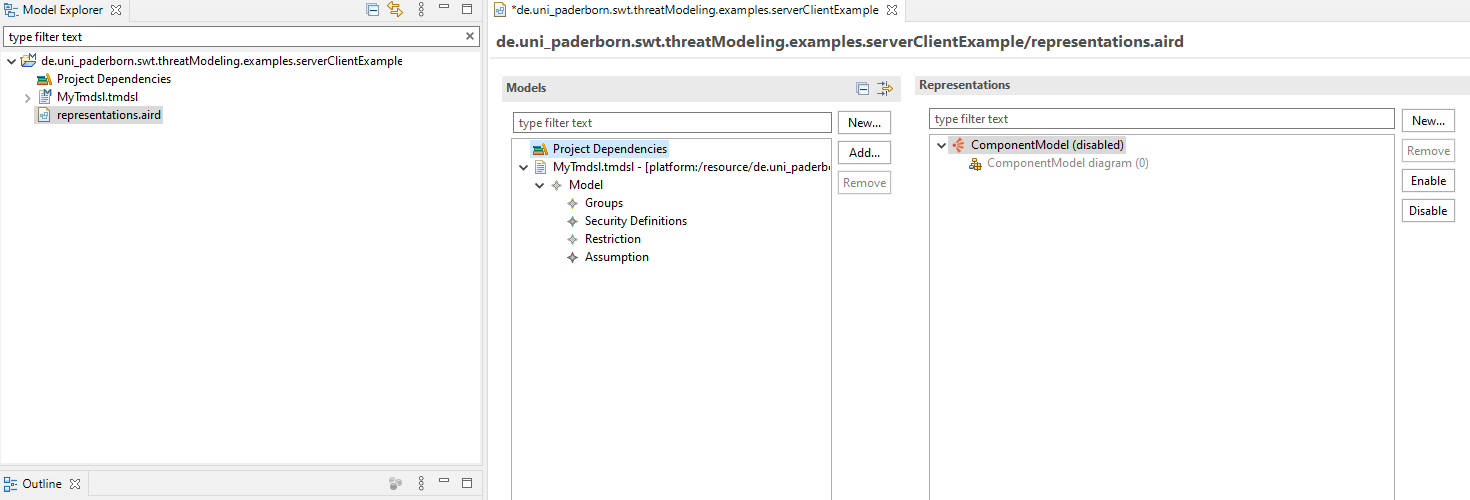 Model Explorer
type filter text
de.uni_paderborn.swt.threatModeling.examples.serverClientExample
Project Dependencies
MyTmdsl.tmdsl
representations.aird
Outline
*de.uni_paderborn.swt.threatModeling.examples.serverClientExample
de.uni_paderborn.swt.threatModeling.examples.serverClientExample/representations.aird
Models
type filter text
New...
Add...
Remove
Project Dependencies
MyTmdsl.tmdsl - [platform:/resource/de.uni_paderb
Model
Groups
Security Definitions
Restriction
Assumption
Representations
type filter text
New...
Remove
Enable
Disable
ComponentModel (disabled)
ComponentModel diagram (0)